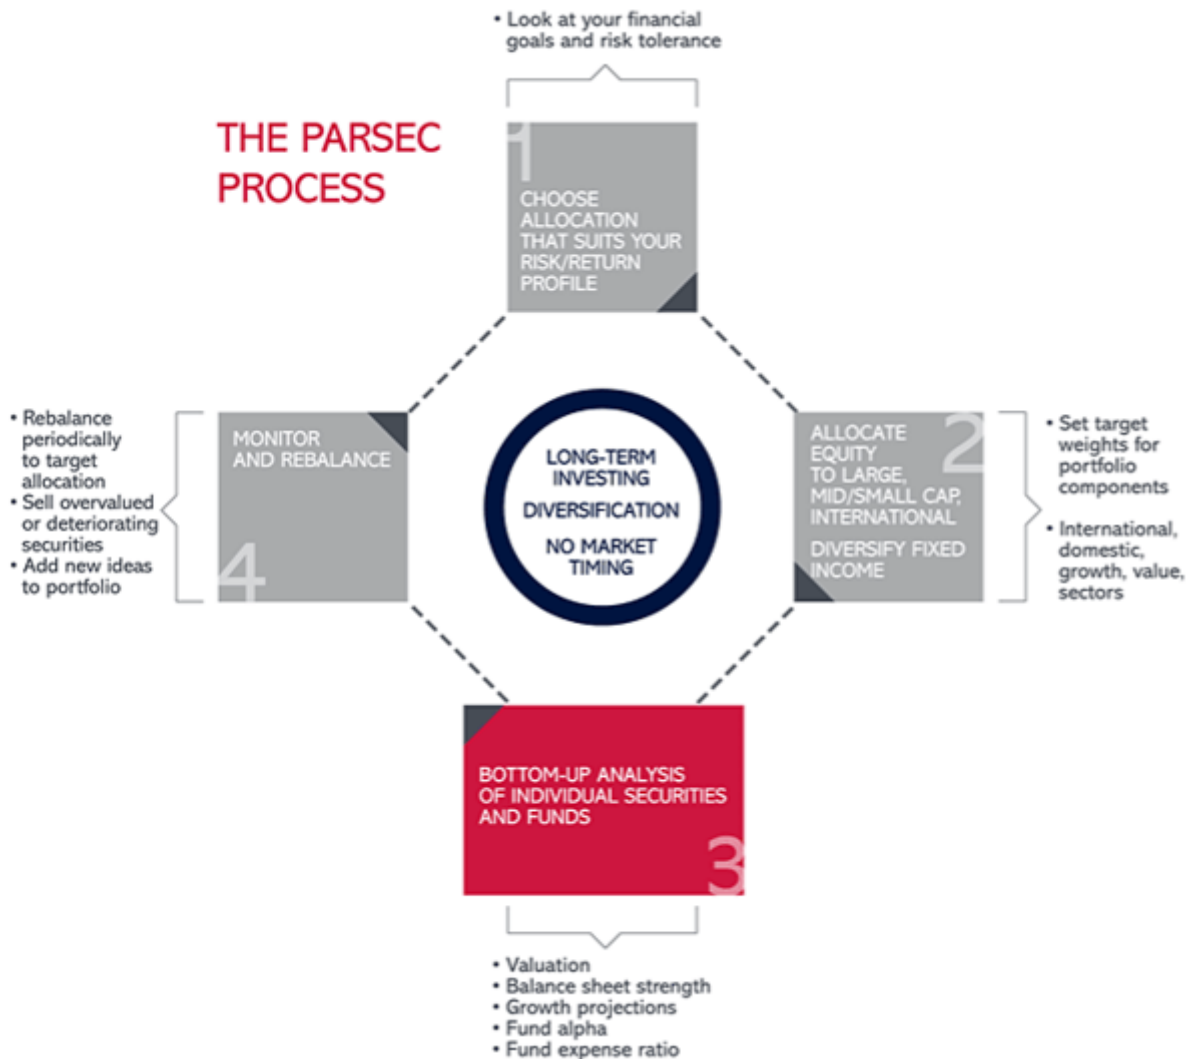 • Look at your financial
goals and risk tolerance
THE PARSEC
PROCESS
1
CHOOSE
ALLOCATION
THAT SUITS YOUR
RISK/RETURN
PROFILE
• Rebalance
periodically
to target
allocation
• Sell overvalued
or deteriorating
securities
• Add new ideas
to portfolio
MONITOR
AND REBALANCE
4
LONG-TERM
INVESTING
DIVERSIFICATION
NO MARKET
TIMING
2
ALLOCATE
EQUITY
TO LARGE,
MID/SMALL CAP,
INTERNATIONAL
DIVERSIFY FIXED
INCOME
• Set target
weights for
portfolio
components
• International,
domestic,
growth, value,
sectors
BOTTOM-UP ANALYSIS
OF INDIVIDUAL SECURITIES
AND FUNDS
3
• Valuation
• Balance sheet strength
• Growth projections
• Fund alpha
• Fund expense ratio